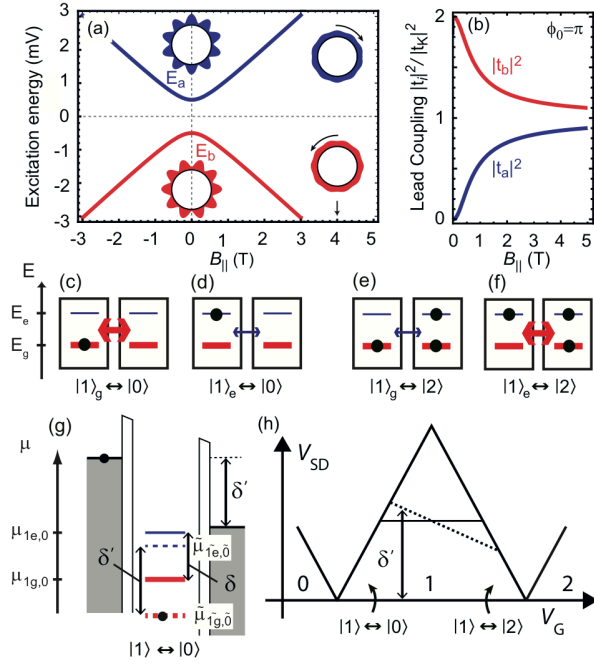 (a)
3
2
1
0
-1
-2
-3
Excitation energy (mV)
E_a
E_b
-3 -2 -1 0 1 2 3 4 5
B_|| (T)
(b)
ϕ_0=π
2
1
0
Lead Coupling |t_i|²/|t_K|²
|t_b|²
|t_a|²
0 1 2 3 4 5
B_|| (T)
E
E_e
E_g
(c)
(d)
(e)
(f)
|1⟩_g ↔ |0⟩
|1⟩_e ↔ |0⟩
|1⟩_g ↔ |2⟩
|1⟩_e ↔ |2⟩
(g)
μ
μ_1e,0
μ_1g,0
δ'
δ'
δ
μ̃_1̃e,0̃
μ̃_1̃g,0̃
|1⟩ ↔ |0⟩
(h)
V_SD
δ'
0 1 2
V_G
|1⟩ ↔ |0⟩
|1⟩ ↔ |2⟩